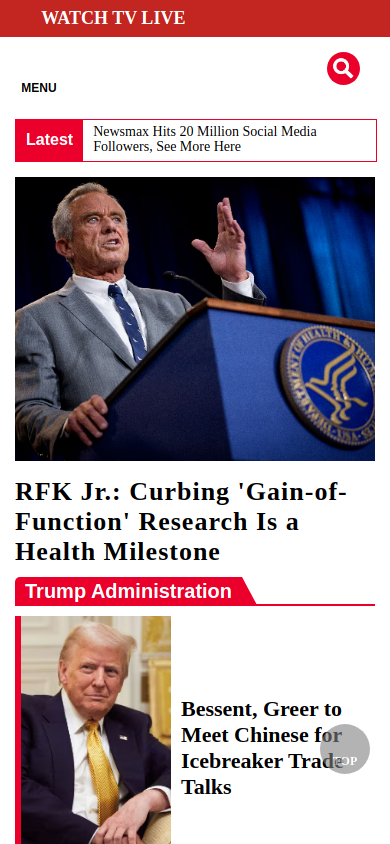 WATCH TV LIVE
MENU
Latest
Newsmax Hits 20 Million Social Media
Followers, See More Here
RFK Jr.: Curbing 'Gain-of-
Function' Research Is a
Health Milestone
Trump Administration
Bessent, Greer to
Meet Chinese for
Icebreaker Trade
Talks
TOP